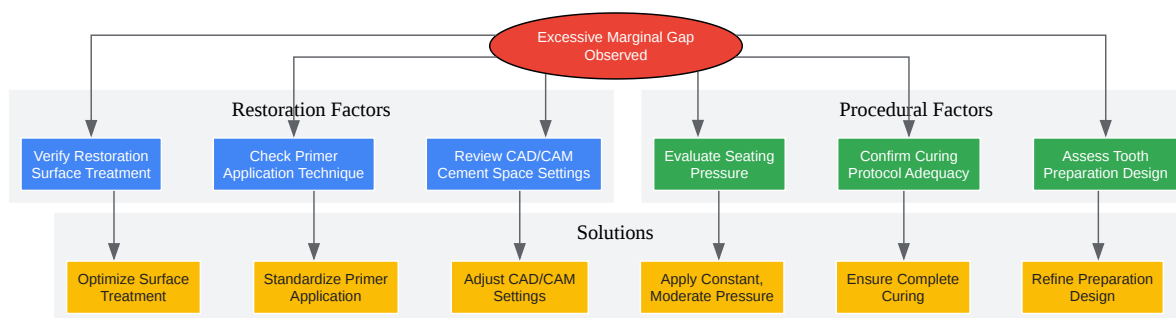 Excessive Marginal Gap
Observed
Restoration Factors
Procedural Factors
Verify Restoration
Surface Treatment
Check Primer
Application Technique
Review CAD/CAM
Cement Space Settings
Evaluate Seating
Pressure
Confirm Curing
Protocol Adequacy
Assess Tooth
Preparation Design
Solutions
Optimize Surface
Treatment
Standardize Primer
Application
Adjust CAD/CAM
Settings
Apply Constant,
Moderate Pressure
Ensure Complete
Curing
Refine Preparation
Design